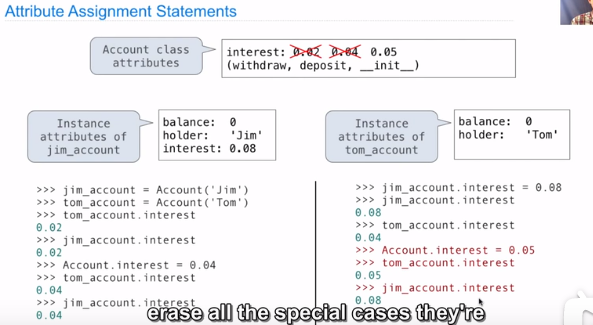 Attribute Assignment Statements
Account class
attributes
interest: 0.02 0.04 0.05
(withdraw, deposit, __init__)
Instance
attributes of
jim_account
balance: 0
holder: 'Jim'
interest: 0.08
Instance
attributes of
tom_account
balance: 0
holder: 'Tom'
>>> jim_account = Account('Jim')
>>> tom_account = Account('Tom')
>>> tom_account.interest
0.02
>>> jim_account.interest
0.02
>>> Account.interest = 0.04
>>> tom_account.interest
0.04
>>> jim_account.interest
0.04
>>> jim_account.interest = 0.08
>>> jim_account.interest
0.08
>>> tom_account.interest
0.04
>>> Account.interest = 0.05
>>> tom_account.interest
0.05
>>> jim_account.interest
0.08
erase all the special cases they're